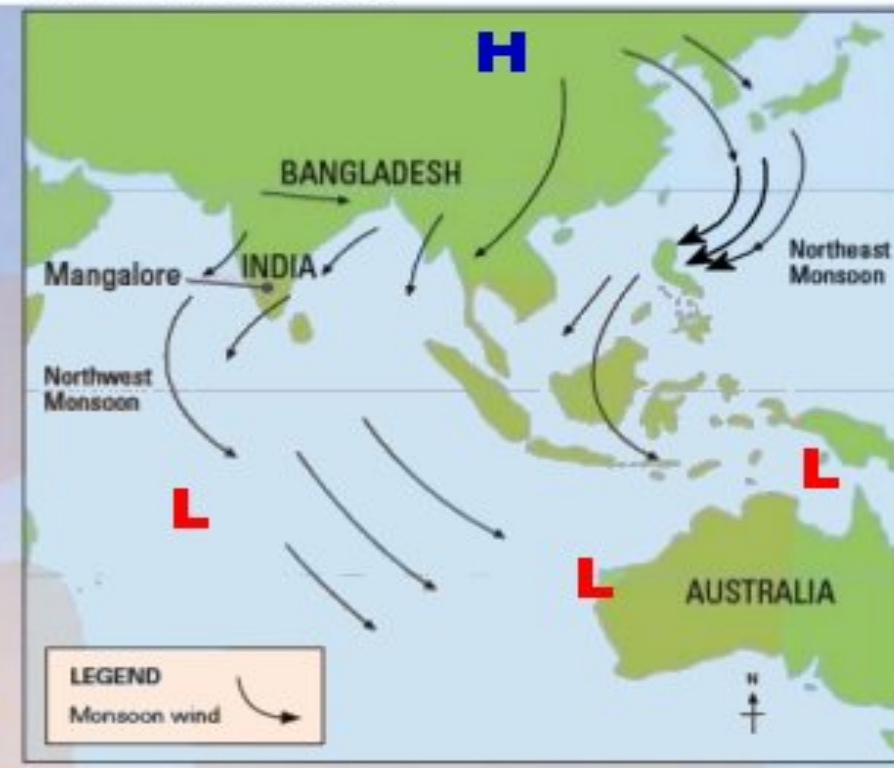 H
BANGLADESH
Mangalore
INDIA
Northeast
Monsoon
Northwest
Monsoon
L
L
L
AUSTRALIA
LEGEND
Monsoon wind
N